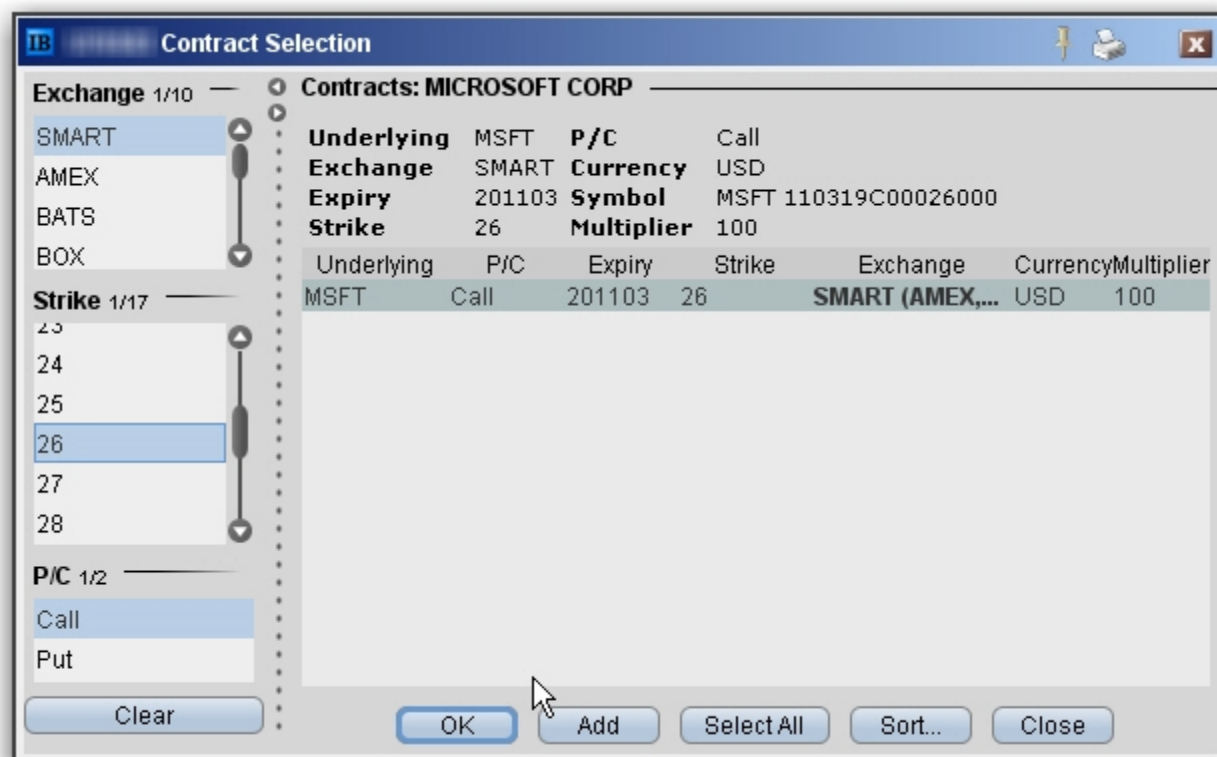 IB Contract Selection
Exchange 1/10
SMART
AMEX
BATS
BOX
Strike 1/17
23
24
25
26
27
28
P/C 1/2
Call
Put
Clear
Contracts: MICROSOFT CORP
Underlying MSFT P/C Call
Exchange SMART Currency USD
Expiry 201103 Symbol MSFT 110319C00026000
Strike 26 Multiplier 100
Underlying P/C Expiry Strike Exchange Currency Multiplier
MSFT Call 201103 26 SMART (AMEX,... USD 100
OK Add Select All Sort... Close